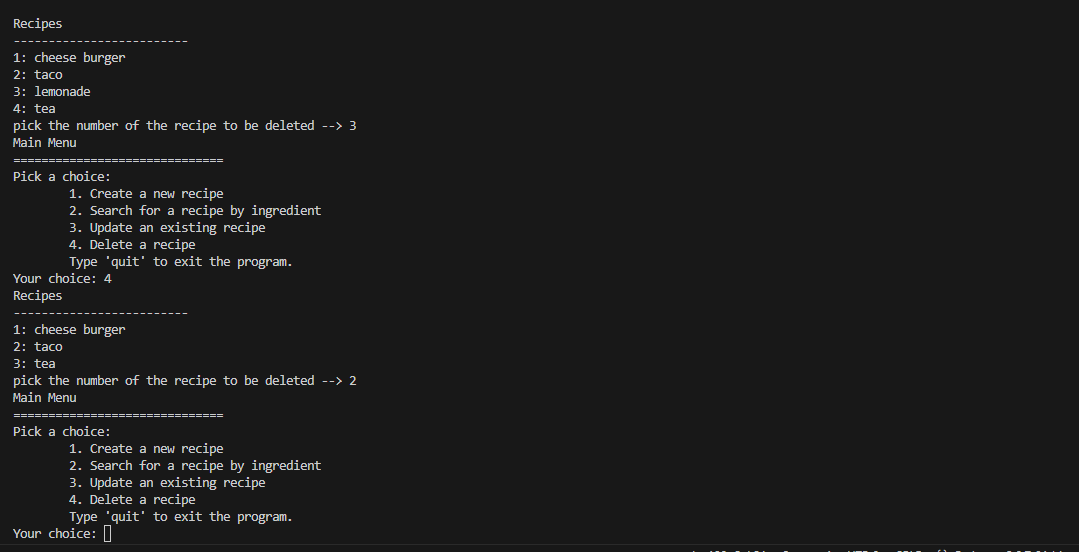 Recipes
-------------------------
1: cheese burger
2: taco
3: lemonade
4: tea
pick the number of the recipe to be deleted --> 3
Main Menu
==============================
Pick a choice:
1. Create a new recipe
2. Search for a recipe by ingredient
3. Update an existing recipe
4. Delete a recipe
Type 'quit' to exit the program.
Your choice: 4
Recipes
-------------------------
1: cheese burger
2: taco
3: tea
pick the number of the recipe to be deleted --> 2
Main Menu
==============================
Pick a choice:
1. Create a new recipe
2. Search for a recipe by ingredient
3. Update an existing recipe
4. Delete a recipe
Type 'quit' to exit the program.
Your choice: